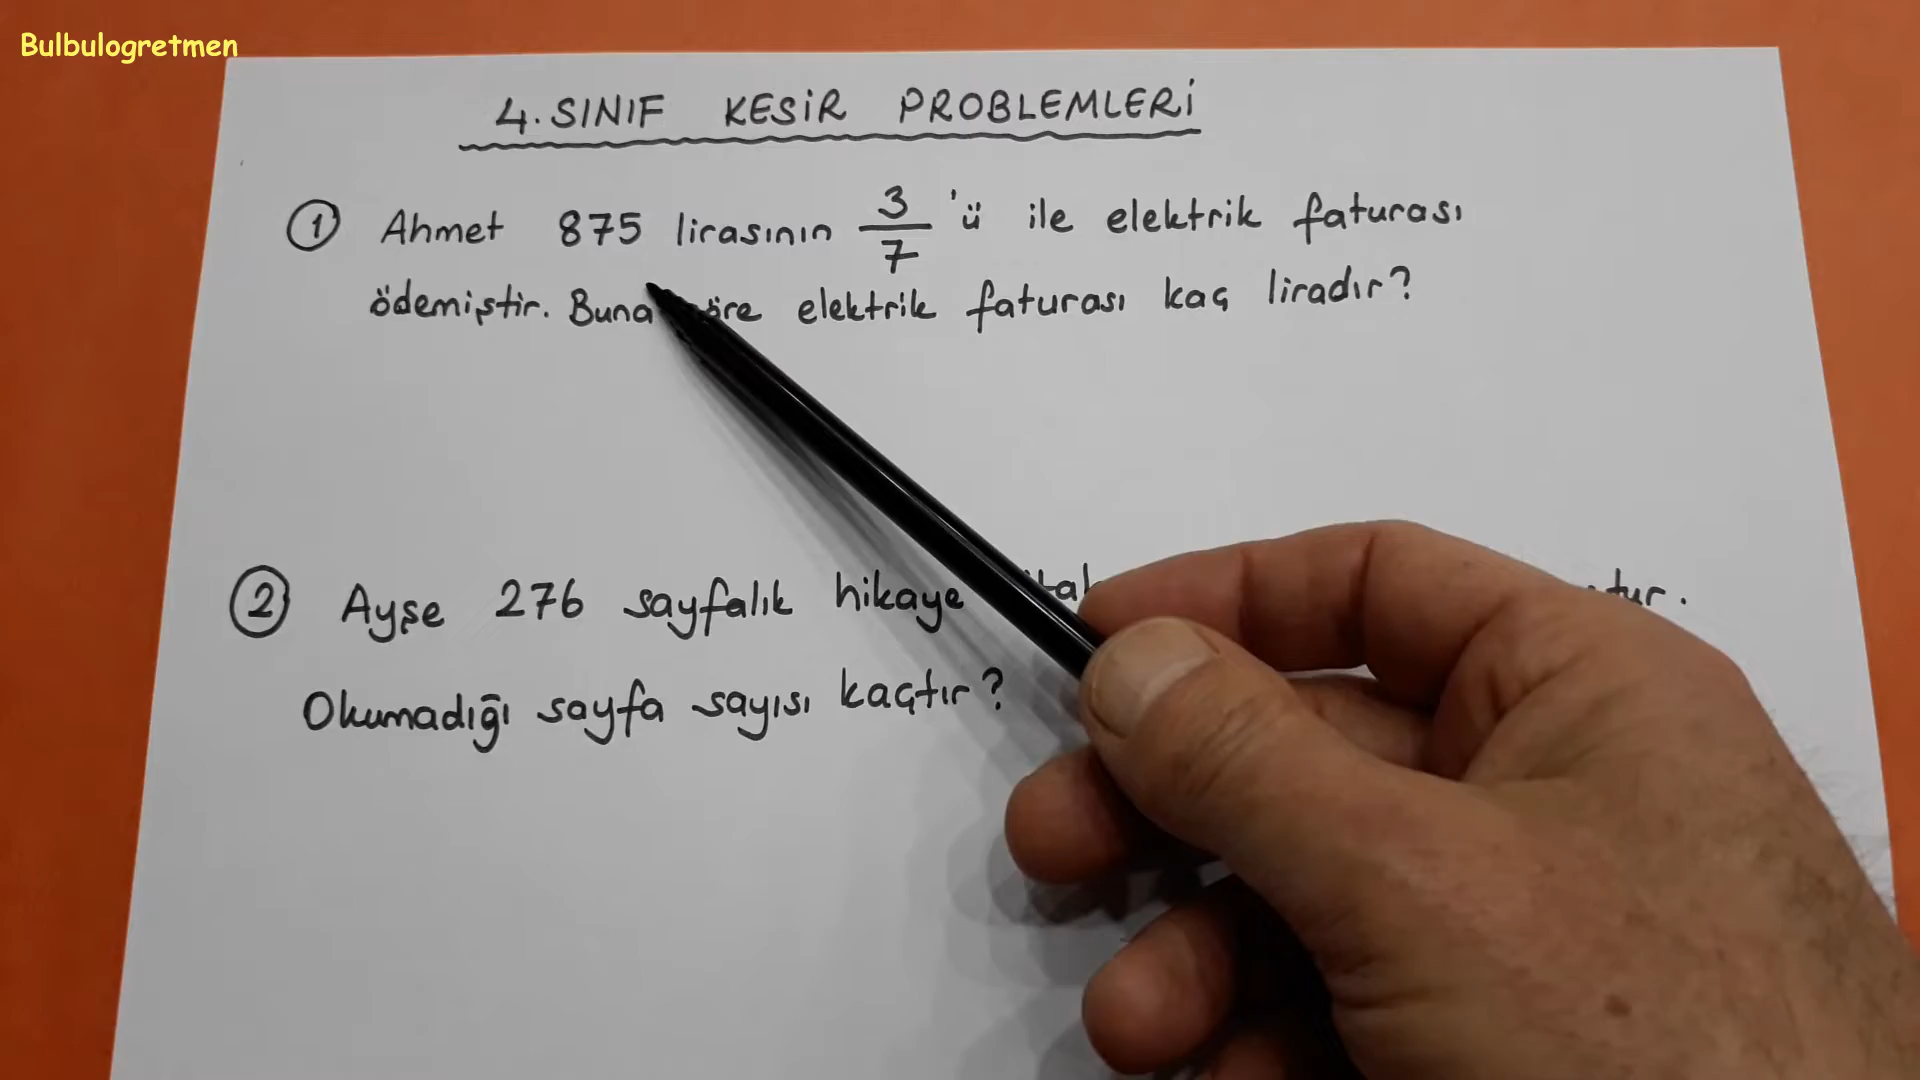 Bulbulogretmen
4. SINIF KESİR PROBLEMLERİ
① Ahmet 875 lirasının 3/7 'ü ile elektrik faturası
ödemiştir. Buna elektrik faturası kaç liradır?
② Ayşe 276 sayfalık hikaye
Okumadığı sayfa sayısı kaçtır?